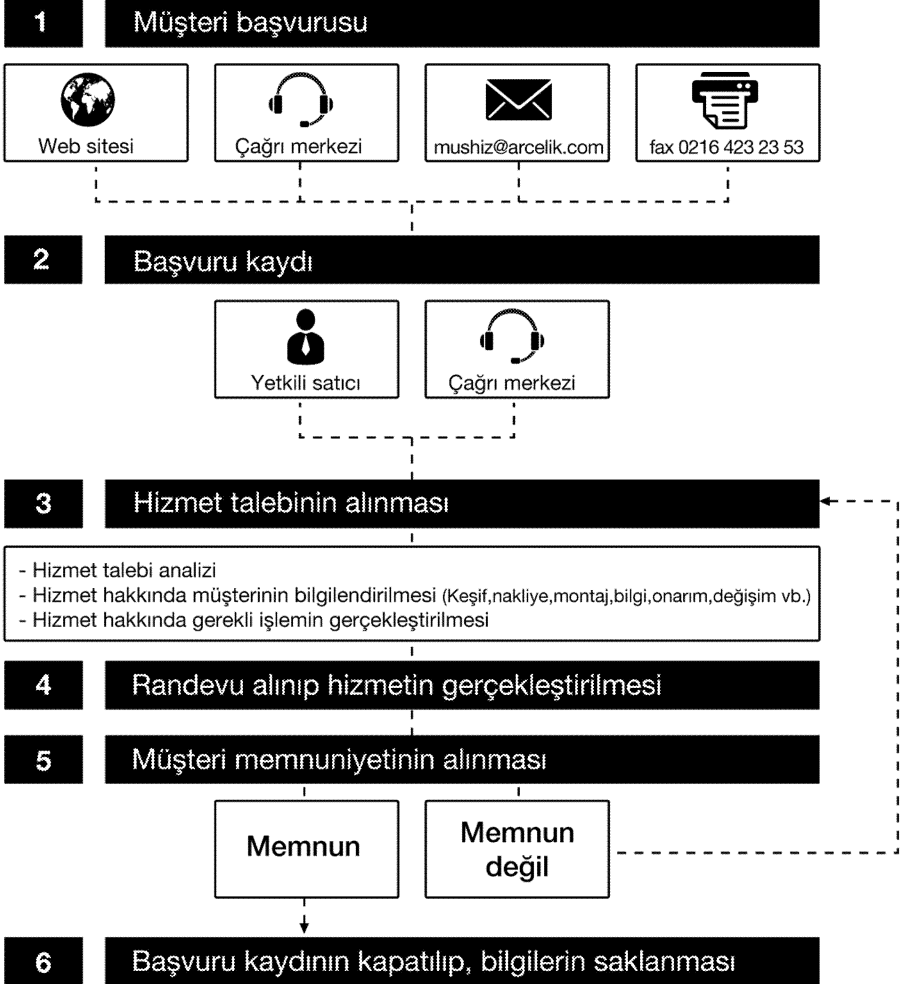 1 Müşteri başvurusu
Web sitesi
Çağrı merkezi
mushiz@arcelik.com
fax 0216 423 23 53
2 Başvuru kaydı
Yetkili satıcı
Çağrı merkezi
3 Hizmet talebinin alınması
- Hizmet talebi analizi
- Hizmet hakkında müşterinin bilgilendirilmesi (Keşif,nakliye,montaj,bilgi,onarım,değişim vb.)
- Hizmet hakkında gerekli işlemin gerçekleştirilmesi
4 Randevu alınıp hizmetin gerçekleştirilmesi
5 Müşteri memnuniyetinin alınması
Memnun
Memnun
değil
6 Başvuru kaydının kapatılıp, bilgilerin saklanması